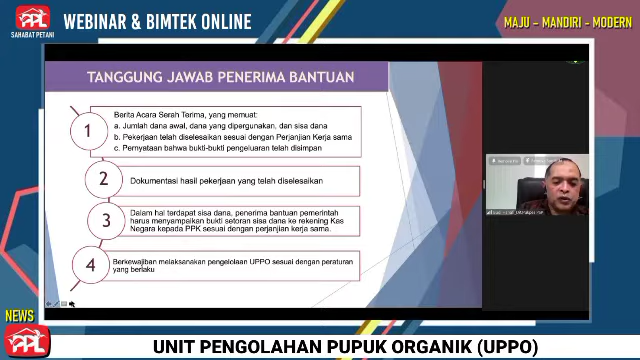 PPL
SAHABAT PETANI
WEBINAR & BIMTEK ONLINE
MAJU – MANDIRI – MODERN
TANGGUNG JAWAB PENERIMA BANTUAN
1
Berita Acara Serah Terima, yang memuat:
a. Jumlah dana awal, dana yang dipergunakan, dan sisa dana
b. Pekerjaan telah diselesaikan sesuai dengan Perjanjian Kerja sama
c. Pernyataan bahwa bukti-bukti pengeluaran telah disimpan
2
Dokumentasi hasil pekerjaan yang telah diselesaikan
3
Dalam hal terdapat sisa dana, penerima bantuan pemerintah
harus menyampaikan bukti setoran sisa dana ke rekening Kas
Negara kepada PPK sesuai dengan perjanjian kerja sama.
4
Berkewajiban melaksanakan pengelolaan UPPO sesuai dengan peraturan
yang berlaku
NEWS
PPL
SAHABAT PETANI
UNIT PENGOLAHAN PUPUK ORGANIK (UPPO)